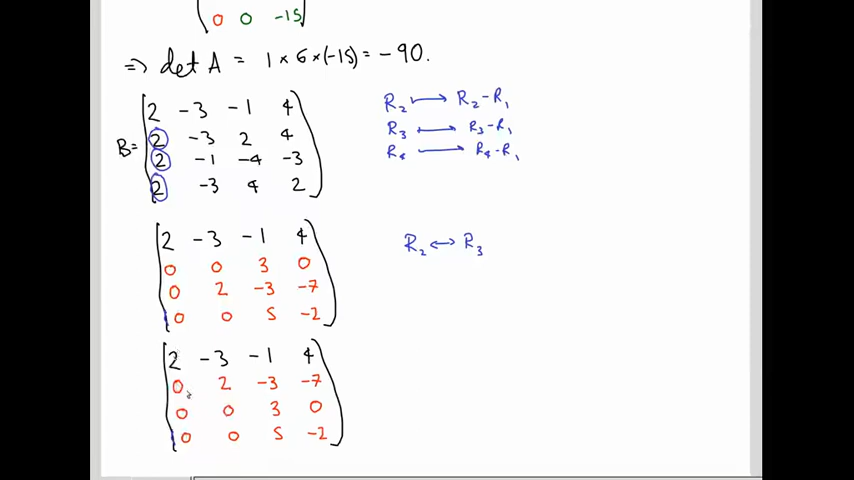 0 0 -15
⇒ det A = 1 × 6 × (-15) = -90.
2 -3 -1 4 R₂ ⟼ R₂-R₁
B= 2 -3 2 4 R₃ ⟼ R₃-R₁
2 -1 -4 -3 R₄ ⟼ R₄-R₁
2 -3 4 2
2 -3 -1 4 R₂ ↔ R₃
0 0 3 0
0 2 -3 -7
0 0 5 -2
2 -3 -1 4
0 2 -3 -7
0 0 3 0
0 0 5 -2